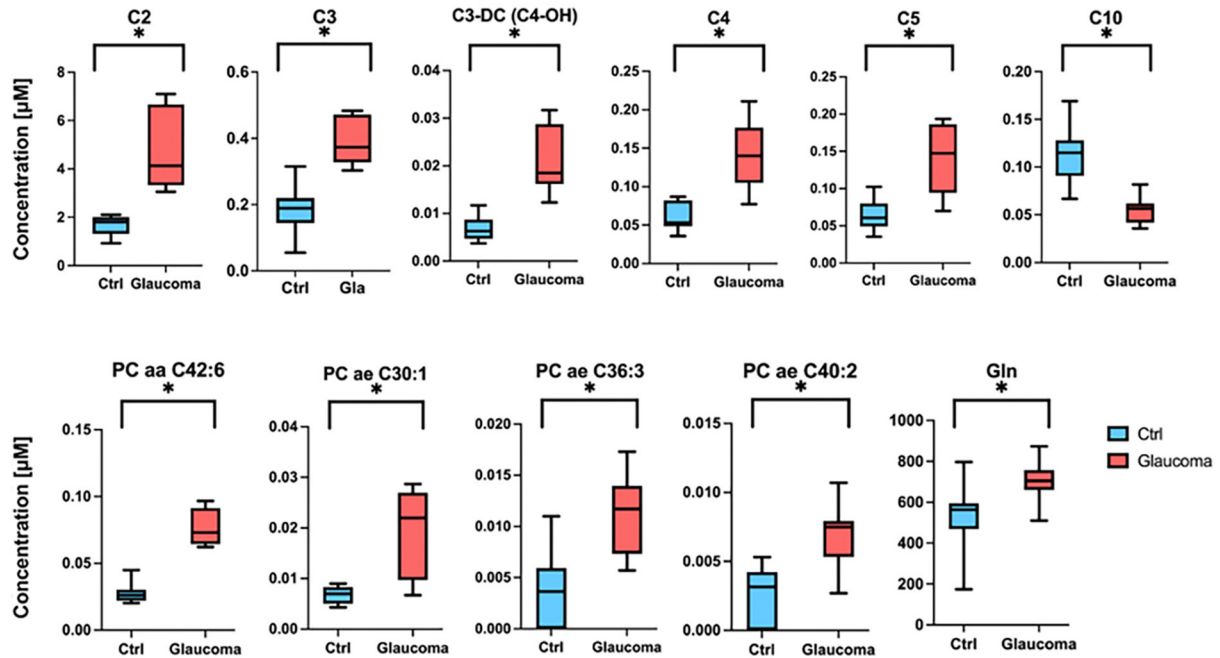 C2 C3 C3-DC (C4-OH) C4 C5 C10
* * * * * *
Concentration [µM]
8 0.6 0.04 0.25 0.25 0.20
6 0.4 0.03 0.20 0.20 0.15
4 0.2 0.02 0.15 0.15 0.10
2 0.0 0.01 0.10 0.10 0.05
0 0.00 0.05 0.05 0.00
0.00 0.00
Ctrl Glaucoma Ctrl Gla Ctrl Glaucoma Ctrl Glaucoma Ctrl Glaucoma Ctrl Glaucoma
PC aa C42:6 PC ae C30:1 PC ae C36:3 PC ae C40:2 Gln
* * * * *
Concentration [µM]
0.15 0.04 0.020 0.015 1000
0.10 0.03 0.015 0.010 800
0.05 0.02 0.010 0.005 600
0.00 0.01 0.005 0.000 400
0.00 0.000 200
0
Ctrl Glaucoma Ctrl Glaucoma Ctrl Glaucoma Ctrl Glaucoma Ctrl Glaucoma
Ctrl
Glaucoma